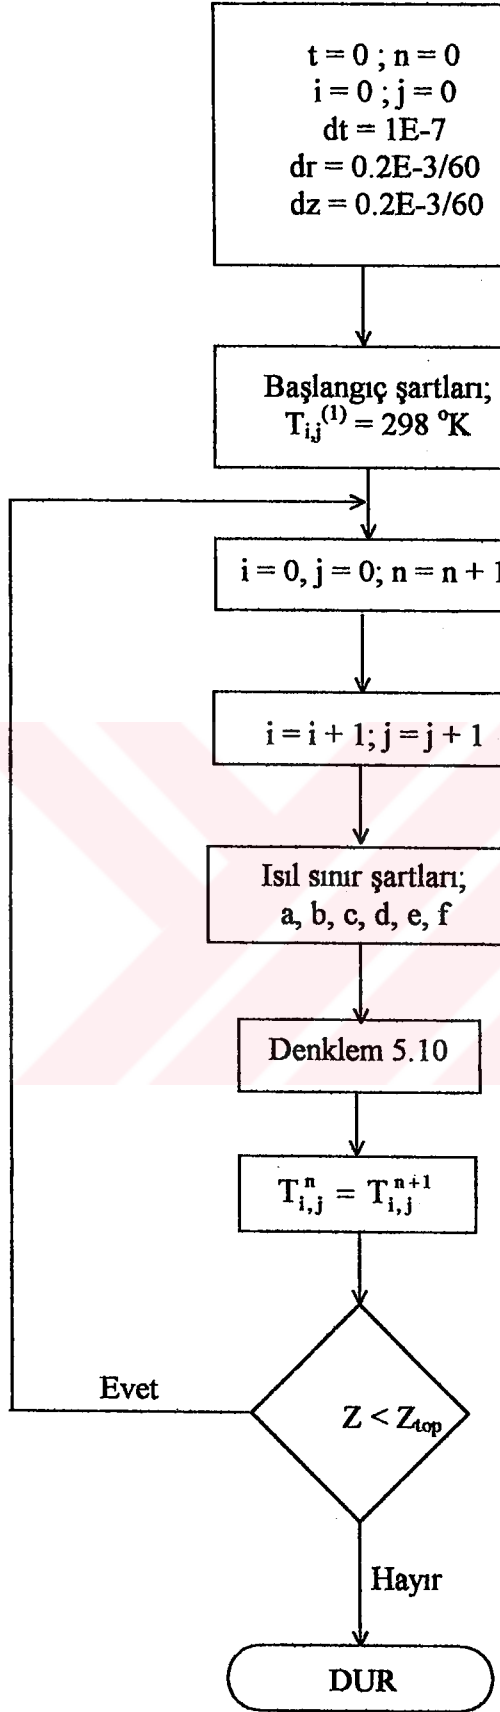 t = 0 ; n = 0
i = 0 ; j = 0
dt = 1E-7
dr = 0.2E-3/60
dz = 0.2E-3/60
Başlangıç şartları;
T_{i,j}^{(1)} = 298 °K
i = 0, j = 0; n = n + 1
i = i + 1; j = j + 1
Isıl sınır şartları;
a, b, c, d, e, f
Denklem 5.10
T_{i,j}^{n} = T_{i,j}^{n+1}
Evet
Z < Z_{top}
Hayır
DUR